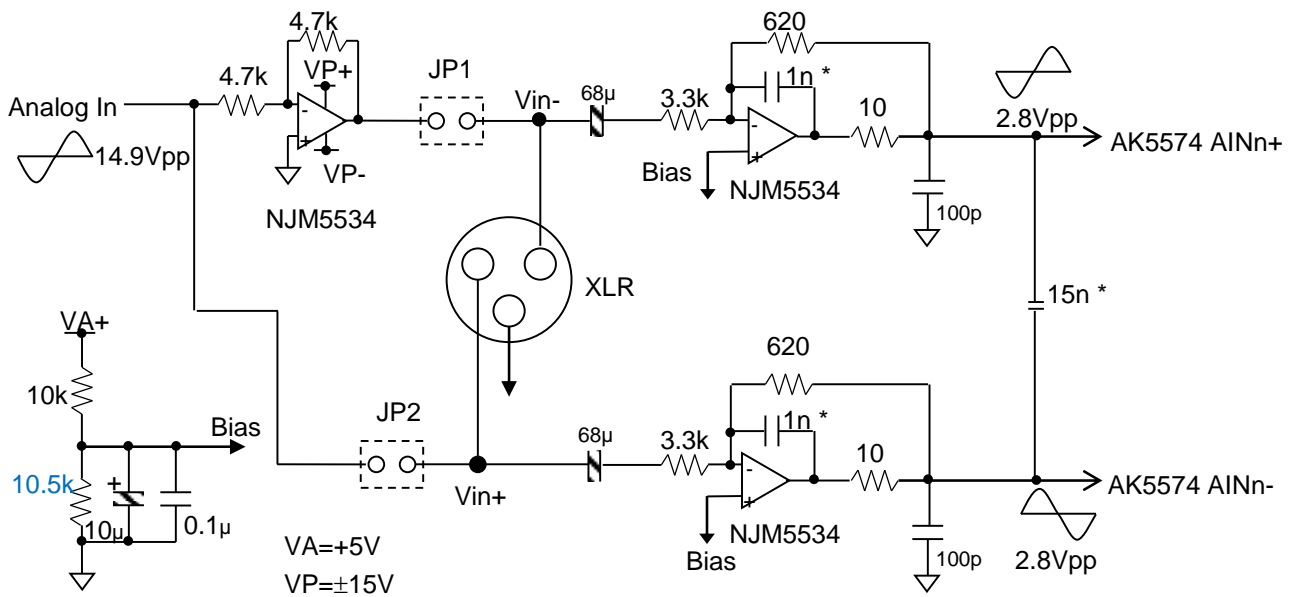 4.7k
620
4.7k
VP+
JP1
1n *
Analog In
Vin-
68µ
3.3k
10
2.8Vpp
14.9Vpp
-
+
-
+
AK5574 AINn+
VP-
Bias
NJM5534
NJM5534
100p
XLR
15n *
VA+
620
10k
JP2
1n *
Bias
68µ
3.3k
10
10.5k
+
Vin+
-
+
AK5574 AINn-
10µ
0.1µ
NJM5534
Bias
100p
2.8Vpp
VA=+5V
VP=±15V